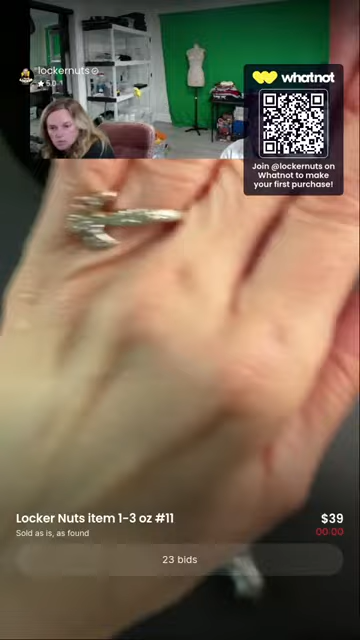 lockernuts
★ 5.0
whatnot
Join @lockernuts on
Whatnot to make
your first purchase!
Locker Nuts item 1-3 oz #11
$39
Sold as is, as found
00:00
23 bids